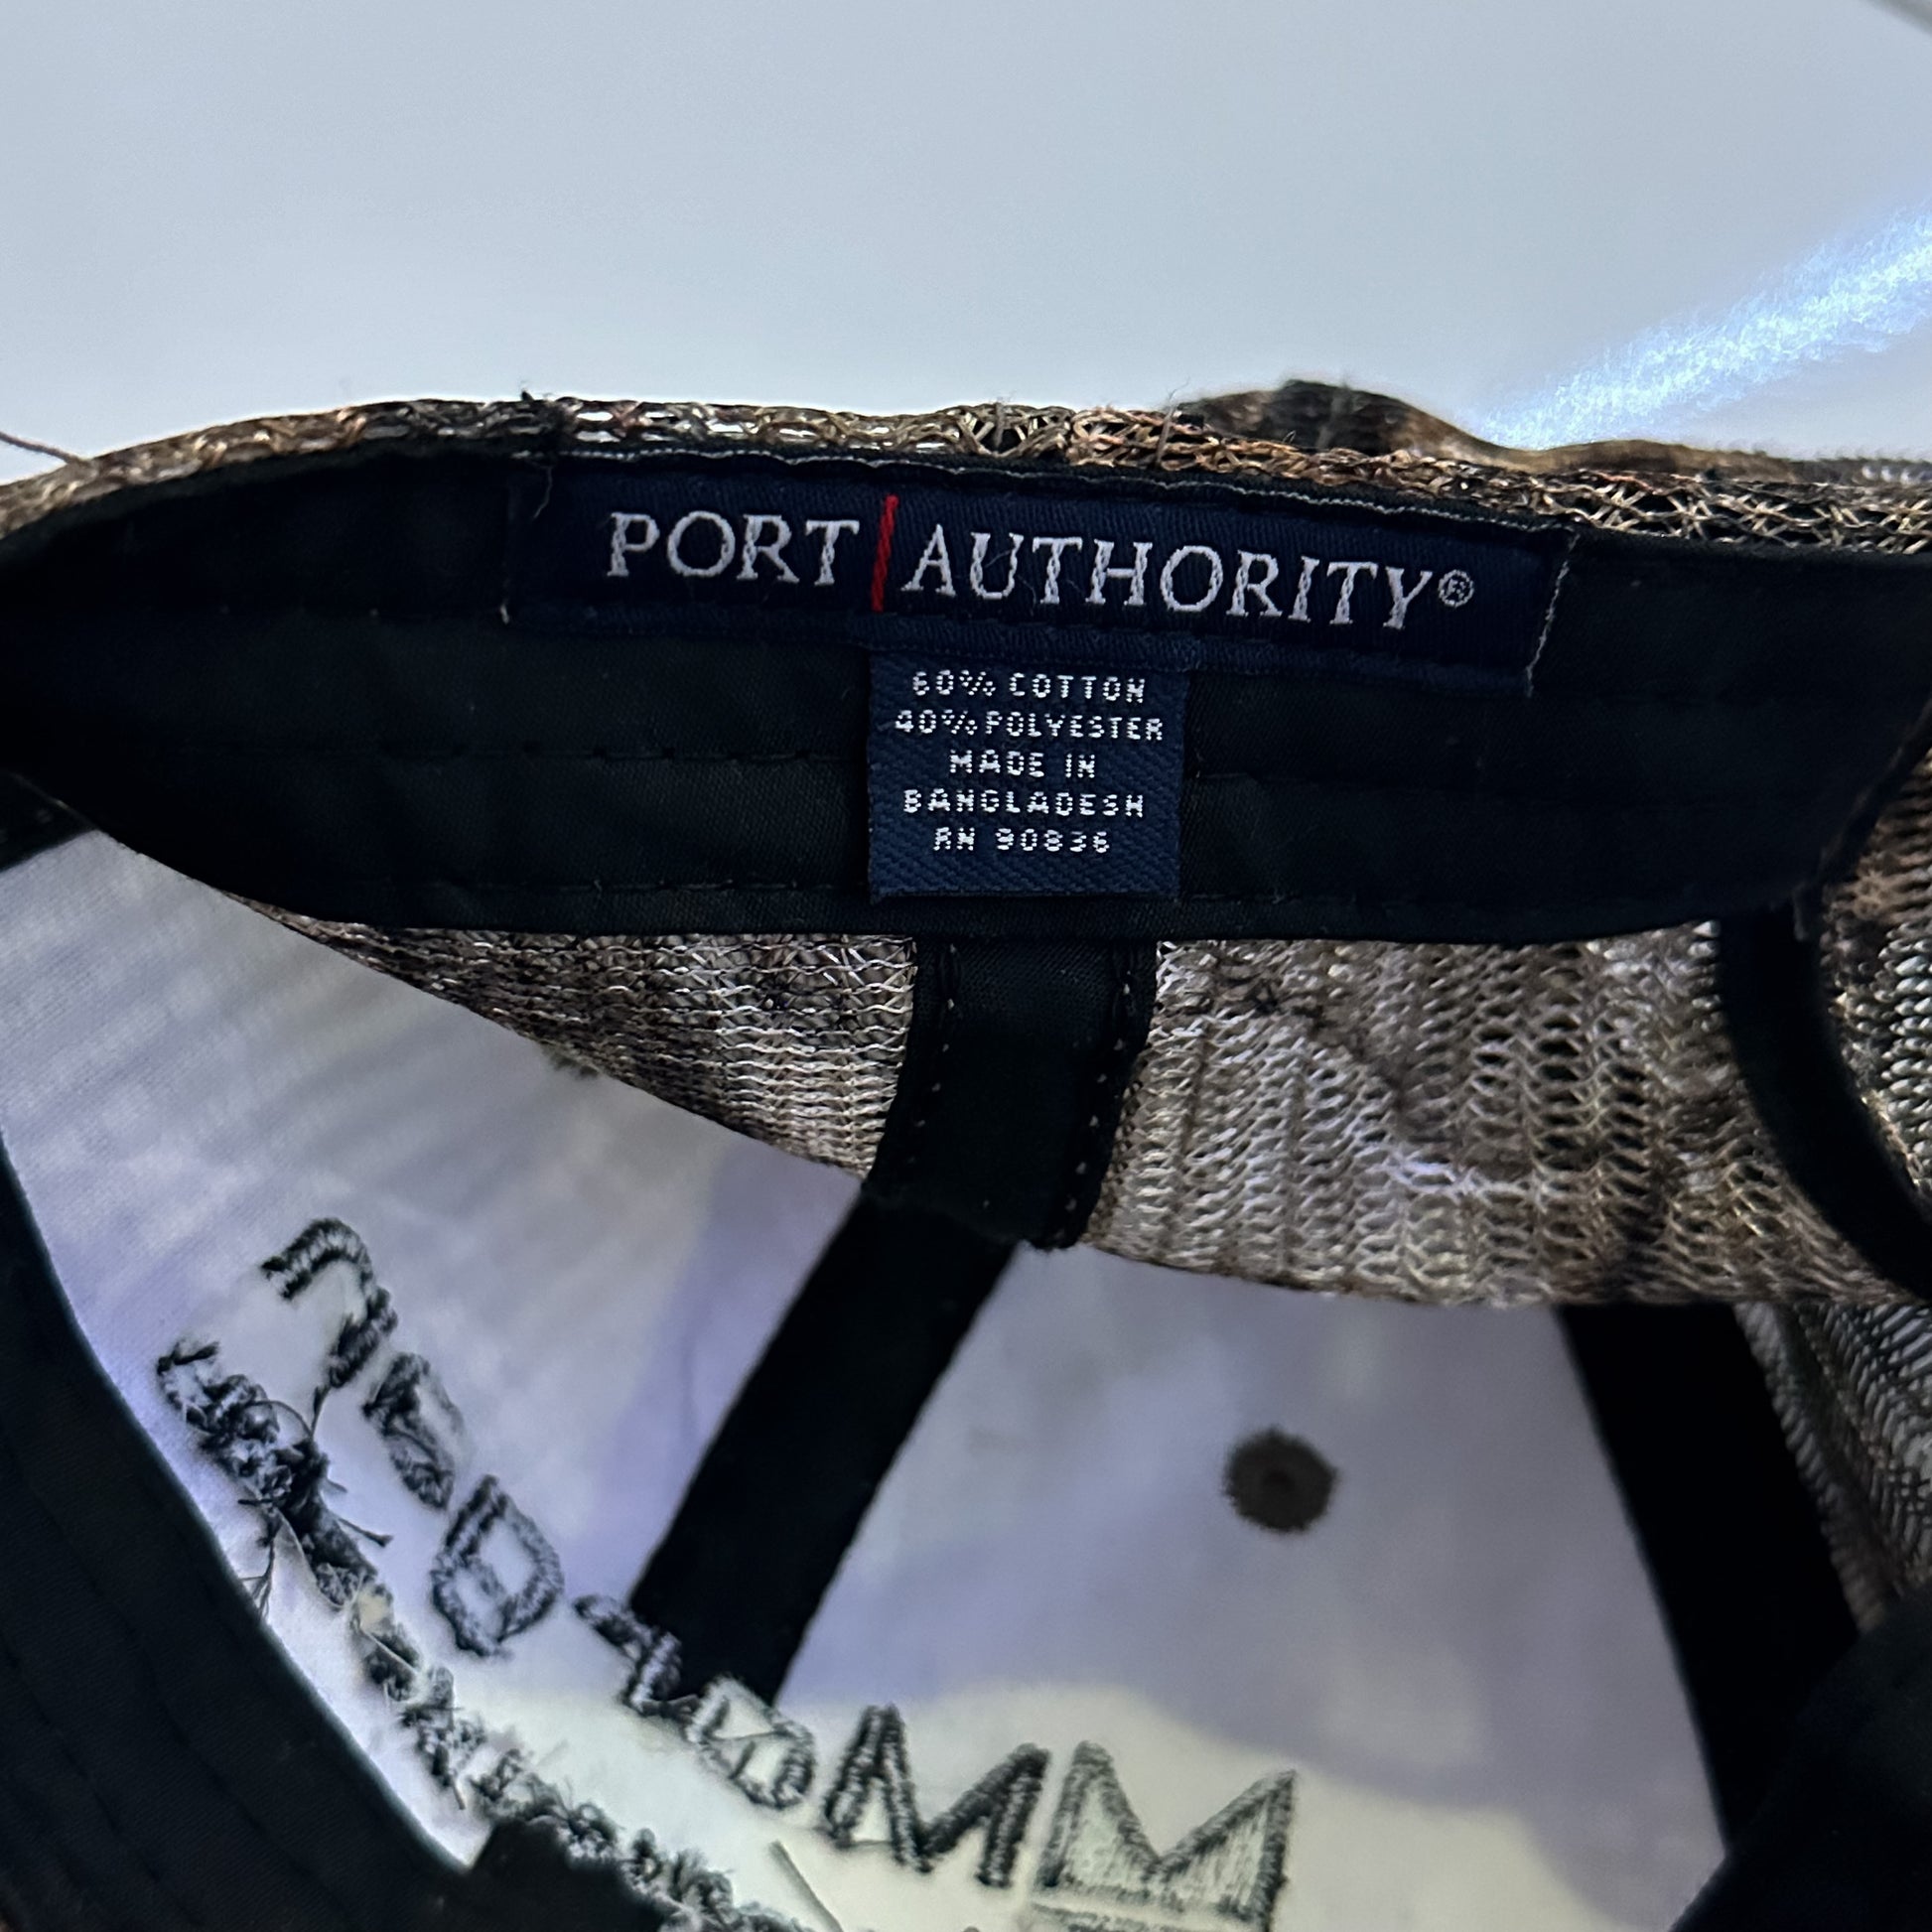 PORT | AUTHORITY®
60% COTTON
40% POLYESTER
MADE IN
BANGLADESH
RN 90836